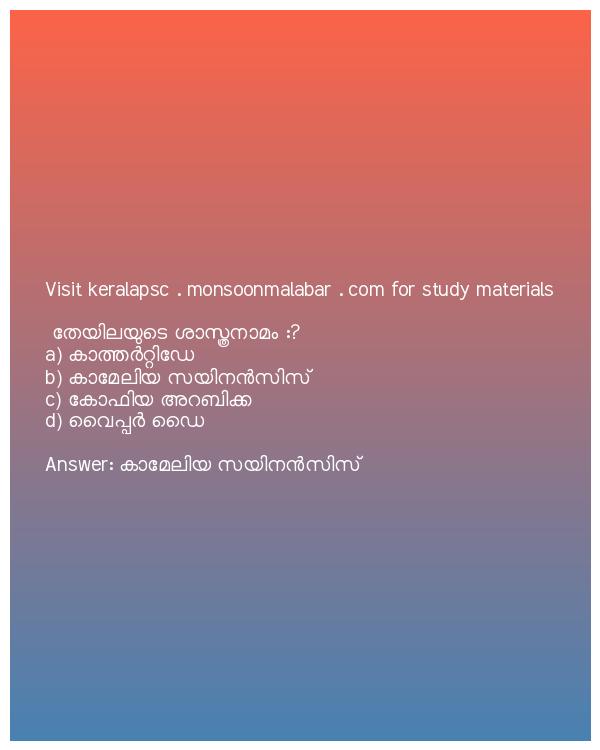 Visit keralapsc . monsoonmalabar . com for study materials
തേയിലയുടെ ശാസ്ത്രനാമം :?
a) കാത്തർറ്റിഡേ
b) കാമേലിയ സയിനൻസിസ്
c) കോഫിയ അറബിക്ക
d) വൈപ്പർ ഡൈ
Answer: കാമേലിയ സയിനൻസിസ്